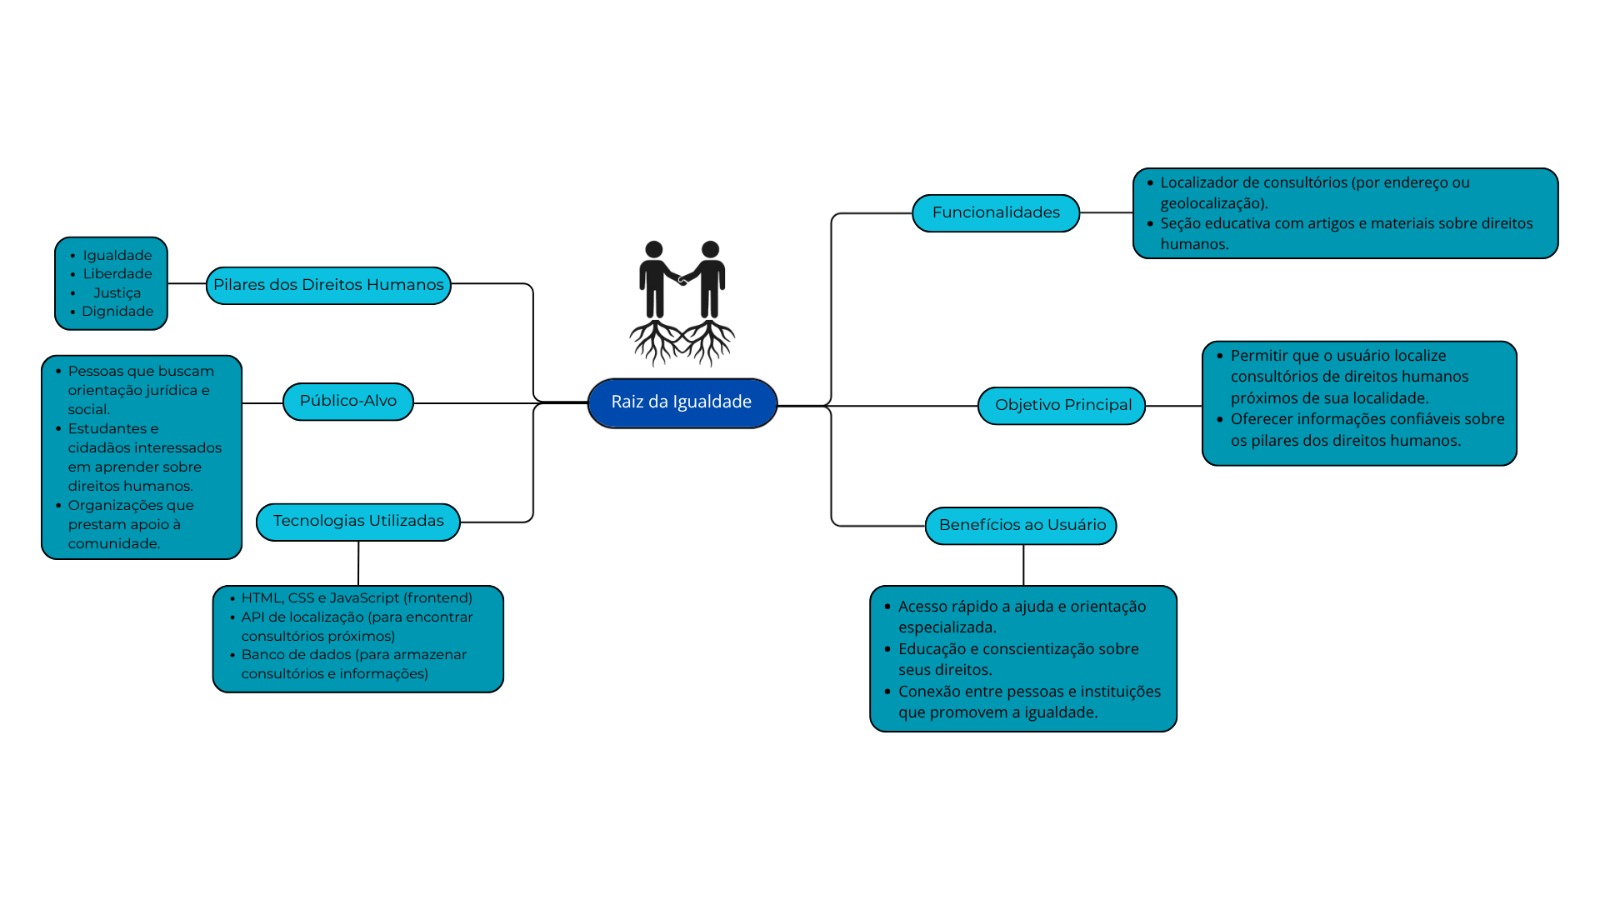 Raiz da Igualdade
Pilares dos Direitos Humanos
• Igualdade
• Liberdade
• Justiça
• Dignidade
Público-Alvo
• Pessoas que buscam
orientação jurídica e
social.
• Estudantes e
cidadãos interessados
em aprender sobre
direitos humanos.
• Organizações que
prestam apoio à
comunidade.
Tecnologias Utilizadas
• HTML, CSS e JavaScript (frontend)
• API de localização (para encontrar
consultórios próximos)
• Banco de dados (para armazenar
consultórios e informações)
Funcionalidades
• Localizador de consultórios (por endereço ou
geolocalização).
• Seção educativa com artigos e materiais sobre direitos
humanos.
Objetivo Principal
• Permitir que o usuário localize
consultórios de direitos humanos
próximos de sua localidade.
• Oferecer informações confiáveis sobre
os pilares dos direitos humanos.
Benefícios ao Usuário
• Acesso rápido a ajuda e orientação
especializada.
• Educação e conscientização sobre
seus direitos.
• Conexão entre pessoas e instituições
que promovem a igualdade.